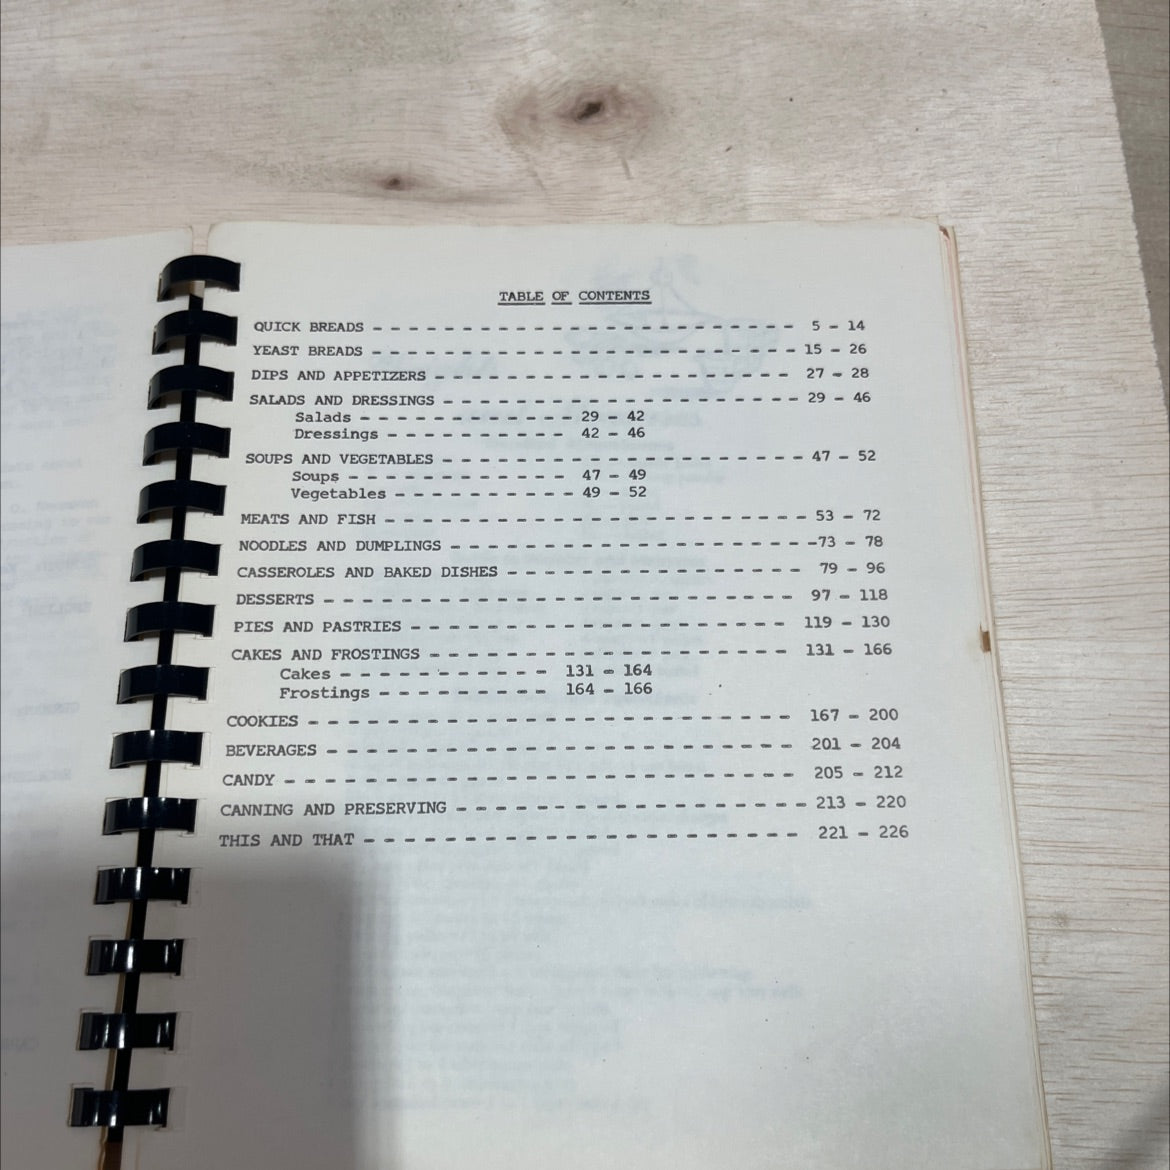 TABLE OF CONTENTS
QUICK BREADS - - - - - - - - - - - - - - - - - - - - - - - - 5 - 14
YEAST BREADS - - - - - - - - - - - - - - - - - - - - - - - - 15 - 26
DIPS AND APPETIZERS - - - - - - - - - - - - - - - - - - - - 27 - 28
SALADS AND DRESSINGS - - - - - - - - - - - - - - - - - - - - 29 - 46
Salads - - - - - - - - - - - - 29 - 42
Dressings - - - - - - - - - - 42 - 46
SOUPS AND VEGETABLES - - - - - - - - - - - - - - - - - - - - 47 - 52
Soups - - - - - - - - - - - - 47 - 49
Vegetables - - - - - - - - - - 49 - 52
MEATS AND FISH - - - - - - - - - - - - - - - - - - - - - - - 53 - 72
NOODLES AND DUMPLINGS - - - - - - - - - - - - - - - - - - - -73 - 78
CASSEROLES AND BAKED DISHES - - - - - - - - - - - - - - - - 79 - 96
DESSERTS - - - - - - - - - - - - - - - - - - - - - - - - - 97 - 118
PIES AND PASTRIES - - - - - - - - - - - - - - - - - - - - - 119 - 130
CAKES AND FROSTINGS - - - - - - - - - - - - - - - - - - - - 131 - 166
Cakes - - - - - - - - - - - 131 - 164
Frostings - - - - - - - - - 164 - 166
COOKIES - - - - - - - - - - - - - - - - - - - - - - - - - - 167 - 200
BEVERAGES - - - - - - - - - - - - - - - - - - - - - - - - - 201 - 204
CANDY - - - - - - - - - - - - - - - - - - - - - - - - - - - 205 - 212
CANNING AND PRESERVING - - - - - - - - - - - - - - - - - - - 213 - 220
THIS AND THAT - - - - - - - - - - - - - - - - - - - - - - - 221 - 226